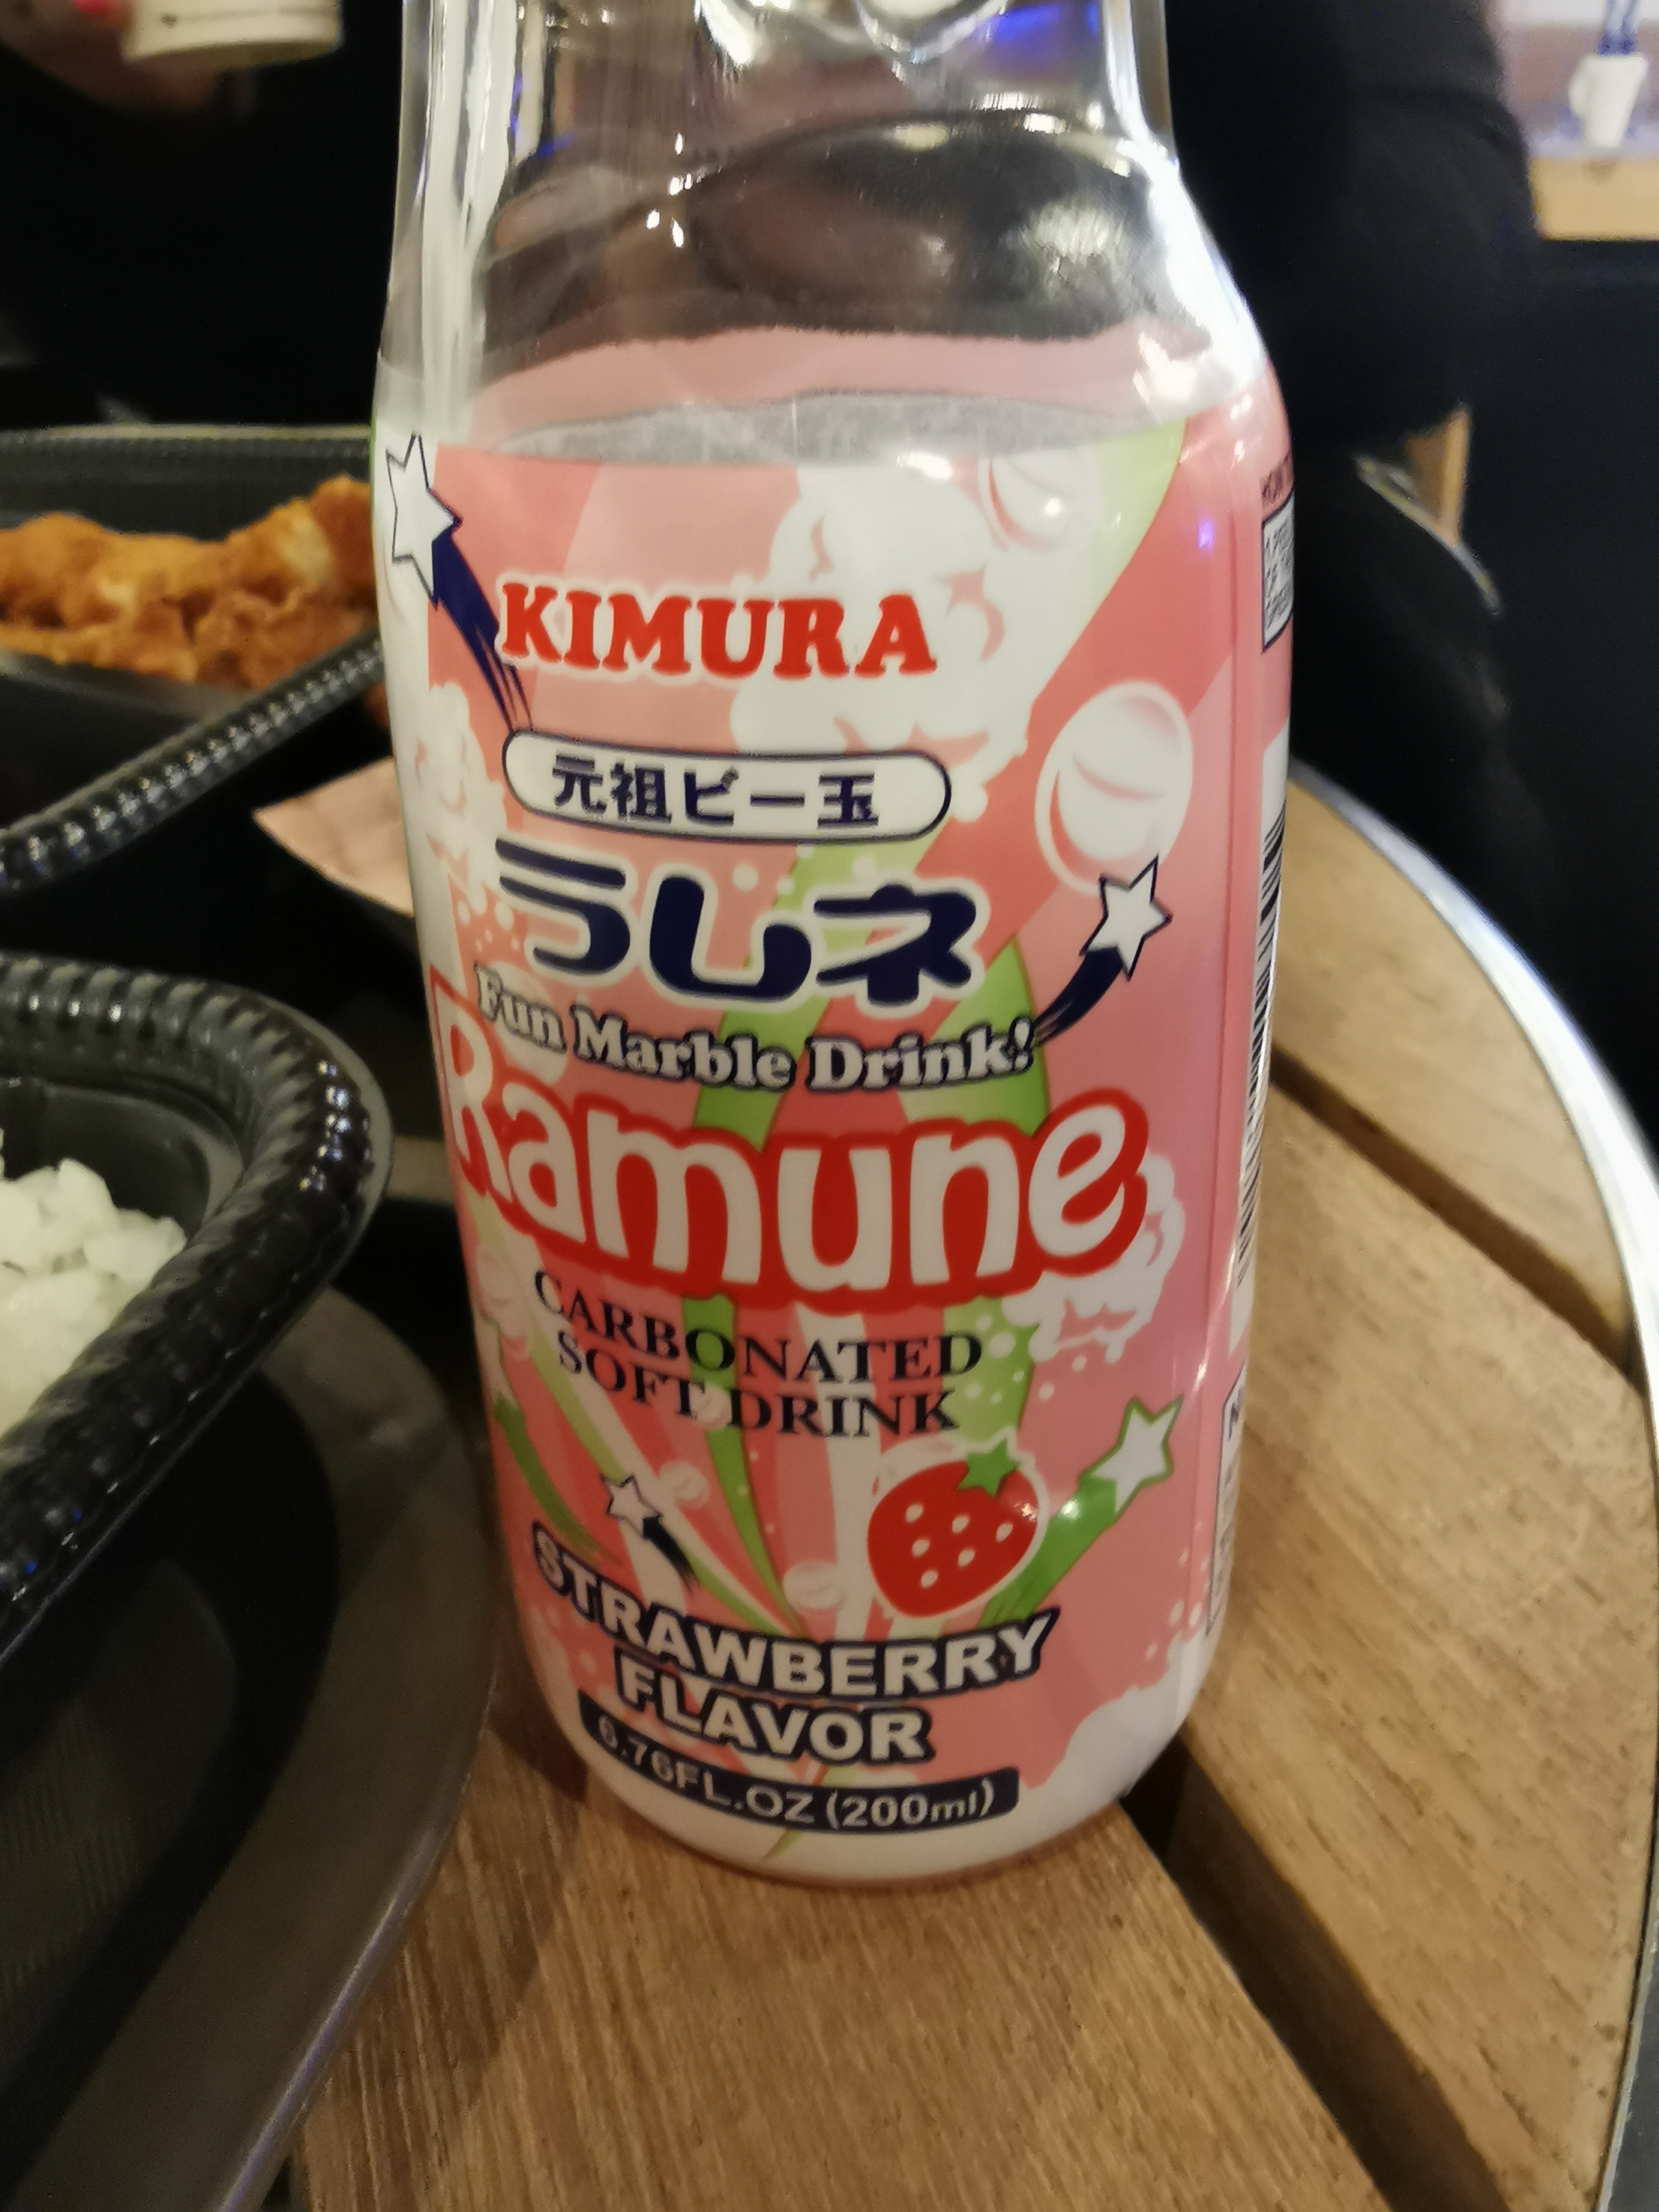 KIMURA
元祖ビー玉
ラムネ
Fun Marble Drink!
Ramune
CARBONATED
SOFT DRINK
STRAWBERRY
FLAVOR
6.76FL.OZ (200ml)